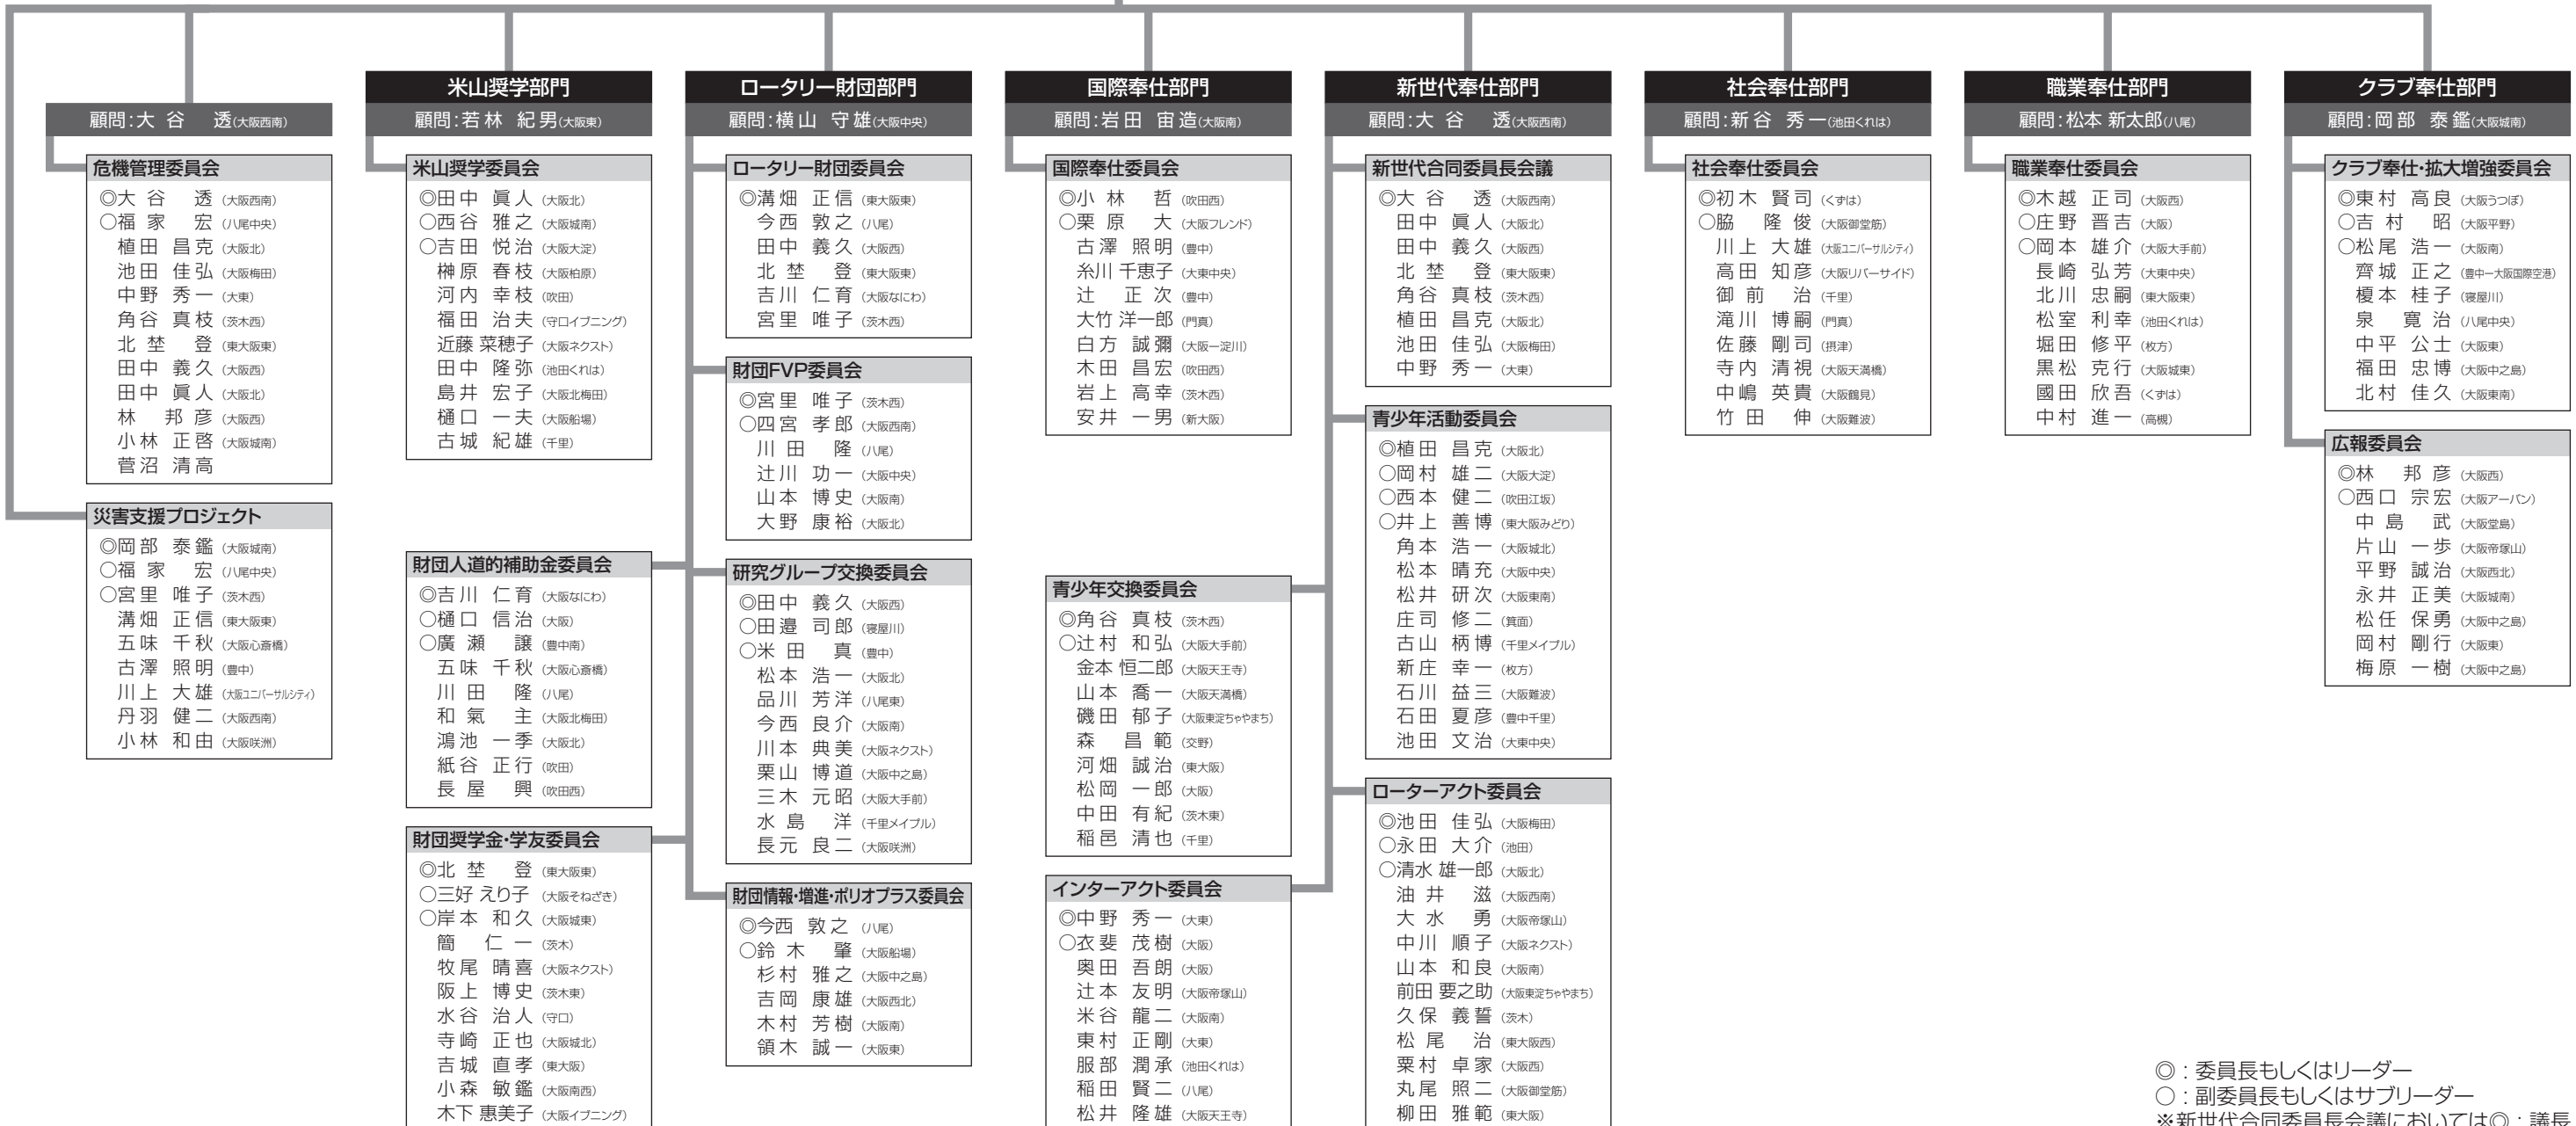 顧問：大谷 透（大阪西南）
危機管理委員会
◎大谷 透（大阪西南）
○福家 宏（八尾中央）
植田 昌克（大阪北）
池田 佳弘（大阪梅田）
中野 秀一（大東）
角谷 真枝（茨木西）
北埜 登（東大阪東）
田中 義久（大阪西）
田中 眞人（大阪北）
林 邦彦（大阪西）
小林 正啓（大阪城南）
菅沼 清高
災害支援プロジェクト
◎岡部 泰鑑（大阪城南）
○福家 宏（八尾中央）
○宮里 唯子（茨木西）
溝畑 正信（東大阪東）
五味 千秋（大阪心斎橋）
古澤 照明（豊中）
川上 大雄（大阪ユニバーサルシティ）
丹羽 健二（大阪西南）
小林 和由（大阪咲洲）
米山奨学部門
顧問：若林 紀男（大阪東）
米山奨学委員会
◎田中 眞人（大阪北）
○西谷 雅之（大阪城南）
○吉田 悦治（大阪大淀）
榊原 春枝（大阪柏原）
河内 幸枝（吹田）
福田 治夫（守口イブニング）
近藤 菜穂子（大阪ネクスト）
田中 隆弥（池田くれは）
島井 宏子（大阪北梅田）
樋口 一夫（大阪船場）
古城 紀雄（千里）
財団人道的補助金委員会
◎吉川 仁育（大阪なにわ）
○樋口 信治（大阪）
○廣瀬 譲（豊中南）
五味 千秋（大阪心斎橋）
川田 隆（八尾）
和氣 主（大阪北梅田）
鴻池 一季（大阪北）
紙谷 正行（吹田）
長屋 興（吹田西）
財団奨学金・学友委員会
◎北埜 登（東大阪東）
○三好 えり子（大阪そねざき）
○岸本 和久（大阪城東）
簡 仁一（茨木）
牧尾 晴喜（大阪ネクスト）
阪上 博史（茨木東）
水谷 治人（守口）
寺崎 正也（大阪城北）
吉城 直孝（東大阪）
小森 敏鑑（大阪南西）
木下 惠美子（大阪イブニング）
ロータリー財団部門
顧問：横山 守雄（大阪中央）
ロータリー財団委員会
◎溝畑 正信（東大阪東）
今西 敦之（八尾）
田中 義久（大阪西）
北埜 登（東大阪東）
吉川 仁育（大阪なにわ）
宮里 唯子（茨木西）
財団FVP委員会
◎宮里 唯子（茨木西）
○四宮 孝郎（大阪西南）
川田 隆（八尾）
辻川 功一（大阪中央）
山本 博史（大阪南）
大野 康裕（大阪北）
研究グループ交換委員会
◎田中 義久（大阪西）
○田邉 司郎（寝屋川）
○米田 真（豊中）
松本 浩一（大阪北）
品川 芳洋（八尾東）
今西 良介（大阪南）
川本 典美（大阪ネクスト）
栗山 博道（大阪中之島）
三木 元昭（大阪大手前）
水島 洋（千里メイプル）
長元 良二（大阪咲洲）
財団情報・増進・ポリオプラス委員会
◎今西 敦之（八尾）
○鈴木 肇（大阪船場）
杉村 雅之（大阪中之島）
吉岡 康雄（大阪西北）
木村 芳樹（大阪南）
領木 誠一（大阪東）
国際奉仕部門
顧問：岩田 宙造（大阪南）
国際奉仕委員会
◎小林 哲（吹田西）
○栗原 大（大阪フレンド）
古澤 照明（豊中）
糸川 千恵子（大東中央）
辻 正次（豊中）
大竹 洋一郎（門真）
白方 誠彌（大阪一淀川）
木田 昌宏（吹田西）
岩上 高幸（茨木西）
安井 一男（新大阪）
青少年交換委員会
◎角谷 真枝（茨木西）
○辻村 和弘（大阪大手前）
金本 恒二郎（大阪天王寺）
山本 喬一（大阪天満橋）
磯田 郁子（大阪東淀ちゃやまち）
森 昌範（交野）
河畑 誠治（東大阪）
松岡 一郎（大阪）
中田 有紀（茨木東）
稲邑 清也（千里）
インターアクト委員会
◎中野 秀一（大東）
○衣斐 茂樹（大阪）
奥田 吾朗（大阪）
辻本 友明（大阪帝塚山）
米谷 龍二（大阪南）
東村 正剛（大東）
服部 潤承（池田くれは）
稲田 賢二（八尾）
松井 隆雄（大阪天王寺）
新世代奉仕部門
顧問：大谷 透（大阪西南）
新世代合同委員長会議
◎大谷 透（大阪西南）
田中 眞人（大阪北）
田中 義久（大阪西）
北埜 登（東大阪東）
角谷 真枝（茨木西）
植田 昌克（大阪北）
池田 佳弘（大阪梅田）
中野 秀一（大東）
青少年活動委員会
◎植田 昌克（大阪北）
○岡村 雄二（大阪大淀）
○西本 健二（吹田江坂）
○井上 善博（東大阪みどり）
角本 浩一（大阪城北）
松本 晴充（大阪中央）
松井 研次（大阪東南）
庄司 修二（箕面）
古山 柄博（千里メイプル）
新庄 幸一（枚方）
石川 益三（大阪難波）
石田 夏彦（豊中千里）
池田 文治（大東中央）
ローターアクト委員会
◎池田 佳弘（大阪梅田）
○永田 大介（池田）
○清水 雄一郎（大阪北）
油井 滋（大阪西南）
大水 勇（大阪帝塚山）
中川 順子（大阪ネクスト）
山本 和良（大阪南）
前田 要之助（大阪東淀ちゃやまち）
久保 義誓（茨木）
松尾 治（東大阪西）
粟村 卓家（大阪西）
丸尾 照二（大阪御堂筋）
柳田 雅範（東大阪）
社会奉仕部門
顧問：新谷 秀一（池田くれは）
社会奉仕委員会
◎初木 賢司（くずは）
○脇 隆俊（大阪御堂筋）
川上 大雄（大阪ユニバーサルシティ）
高田 知彦（大阪リバーサイド）
御前 治（千里）
滝川 博嗣（門真）
佐藤 剛司（摂津）
寺内 清視（大阪天満橋）
中嶋 英貴（大阪鶴見）
竹田 伸（大阪難波）
職業奉仕部門
顧問：松本 新太郎（八尾）
職業奉仕委員会
◎木越 正司（大阪西）
○庄野 晋吉（大阪）
○岡本 雄介（大阪大手前）
長崎 弘芳（大東中央）
北川 忠嗣（東大阪東）
松室 利幸（池田くれは）
堀田 修平（枚方）
黒松 克行（大阪城東）
國田 欣吾（くずは）
中村 進一（高槻）
クラブ奉仕部門
顧問：岡部 泰鑑（大阪城南）
クラブ奉仕・拡大増強委員会
◎東村 高良（大阪うつぼ）
○吉村 昭（大阪平野）
○松尾 浩一（大阪南）
齊城 正之（豊中ー大阪国際空港）
榎本 桂子（寝屋川）
泉 寛治（八尾中央）
中平 公士（大阪東）
福田 忠博（大阪中之島）
北村 佳久（大阪東南）
広報委員会
◎林 邦彦（大阪西）
○西口 宗宏（大阪アーバン）
中島 武（大阪堂島）
片山 一歩（大阪帝塚山）
平野 誠治（大阪西北）
永井 正美（大阪城南）
松任 保勇（大阪中之島）
岡村 剛行（大阪東）
梅原 一樹（大阪中之島）
◎：委員長もしくはリーダー
○：副委員長もしくはサブリーダー
※新世代合同委員長会議においては◎：議長